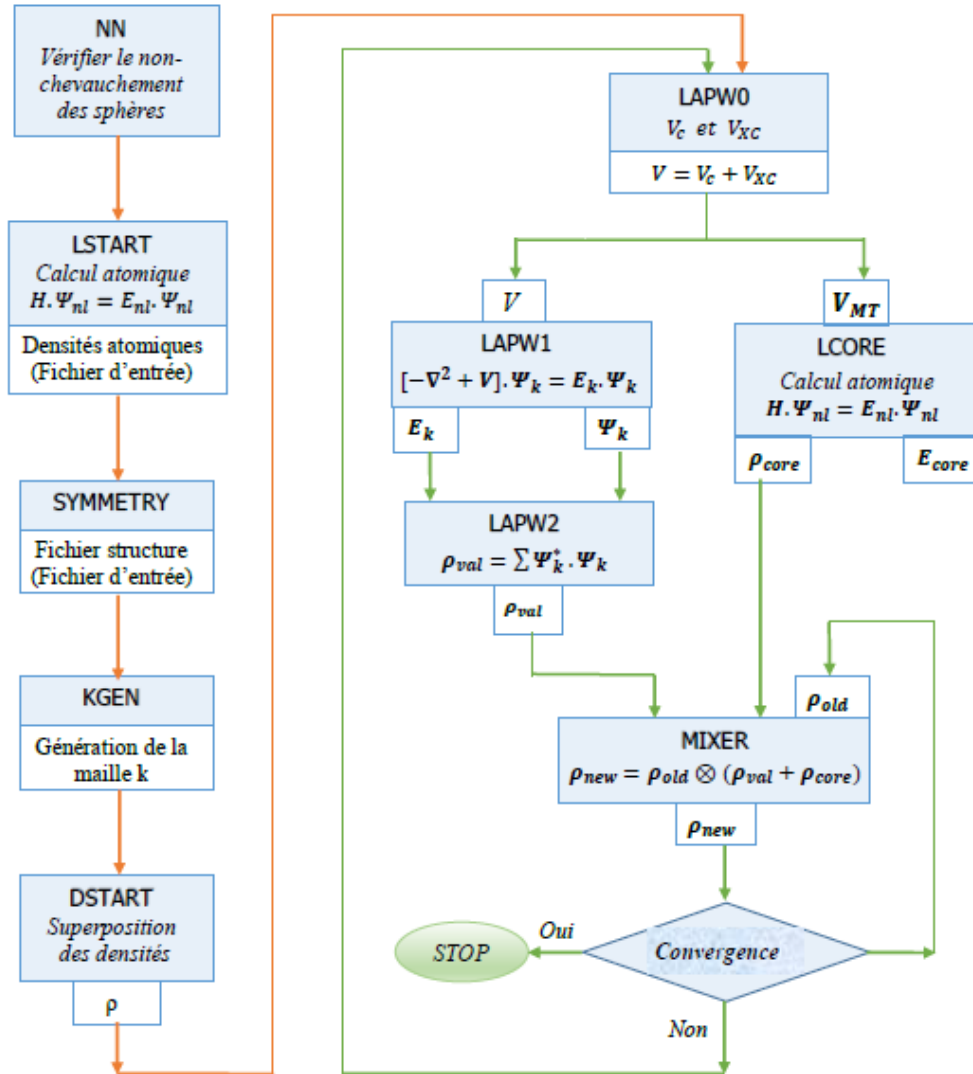 NN
Vérifier le non-
chevauchement
des sphères
LSTART
Calcul atomique
H.Ψnl = Enl.Ψnl
Densités atomiques
(Fichier d’entrée)
SYMMETRY
Fichier structure
(Fichier d’entrée)
KGEN
Génération de la
maille k
DSTART
Superposition
des densités
ρ
LAPW0
Vc et VXC
V = Vc + VXC
V
LAPW1
[−∇² + V].Ψk = Ek.Ψk
Ek
Ψk
LAPW2
ρval = ∑ Ψk*.Ψk
ρval
VMT
LCORE
Calcul atomique
H.Ψnl = Enl.Ψnl
ρcore
Ecore
ρold
MIXER
ρnew = ρold ⊗ (ρval + ρcore)
ρnew
Convergence
Oui
STOP
Non